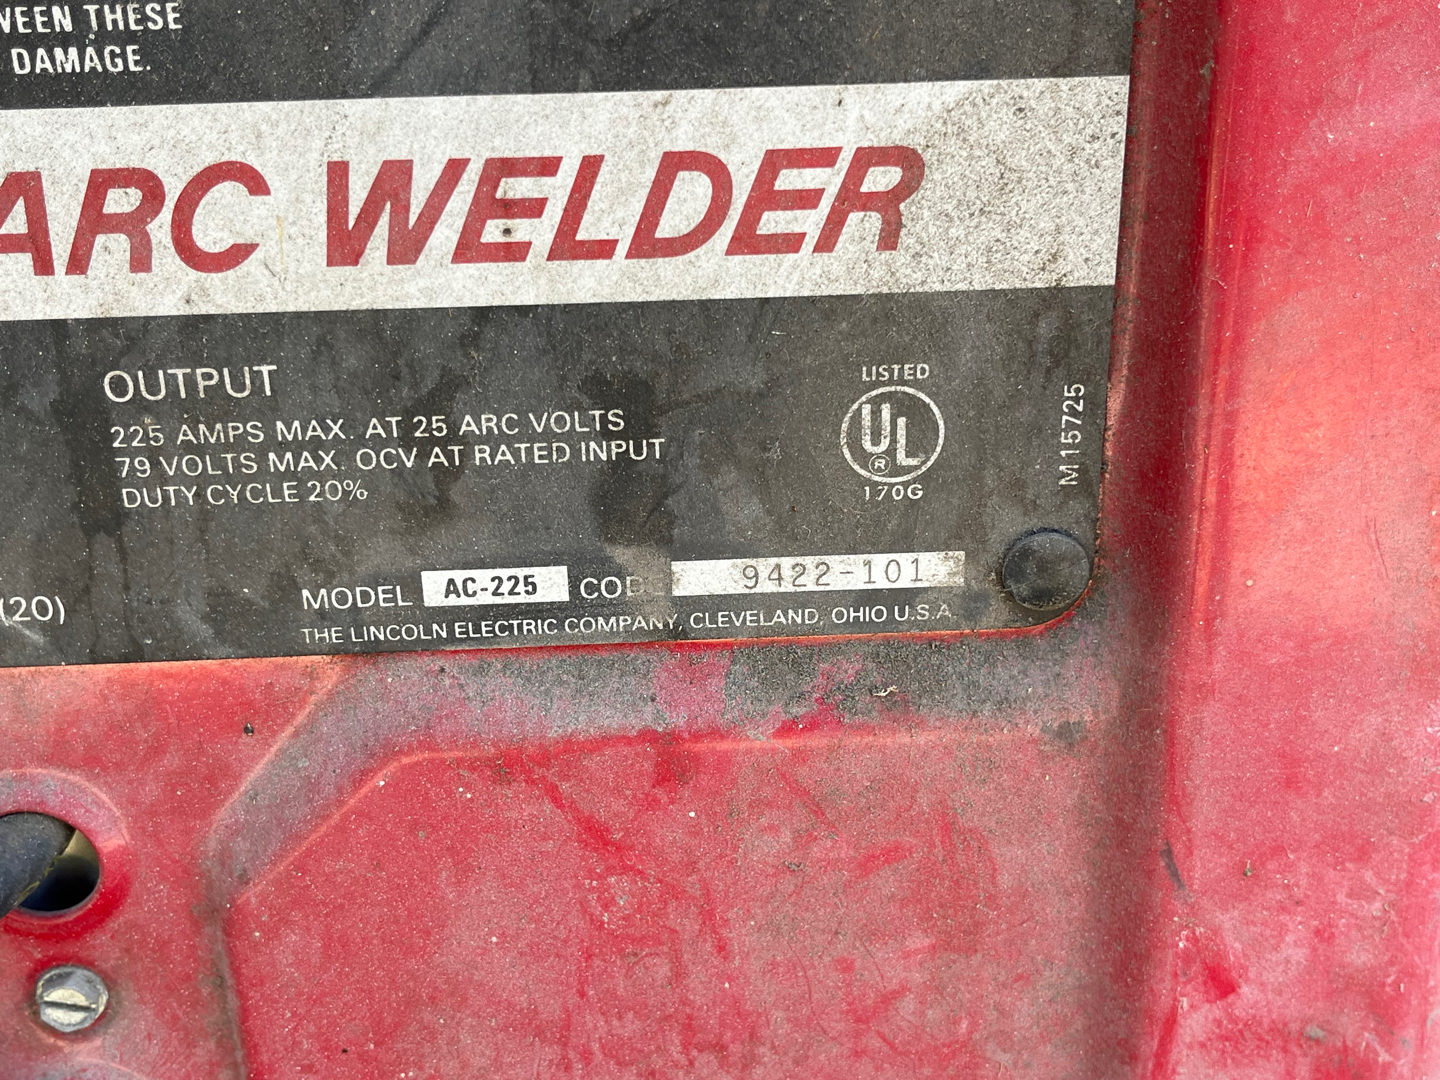 WEEN THESE
DAMAGE.
ARC WELDER
OUTPUT
225 AMPS MAX. AT 25 ARC VOLTS
79 VOLTS MAX. OCV AT RATED INPUT
DUTY CYCLE 20%
LISTED
UL
®
170G
M15725
(20)
MODEL AC-225 COD 9422-101
THE LINCOLN ELECTRIC COMPANY, CLEVELAND, OHIO U.S.A.